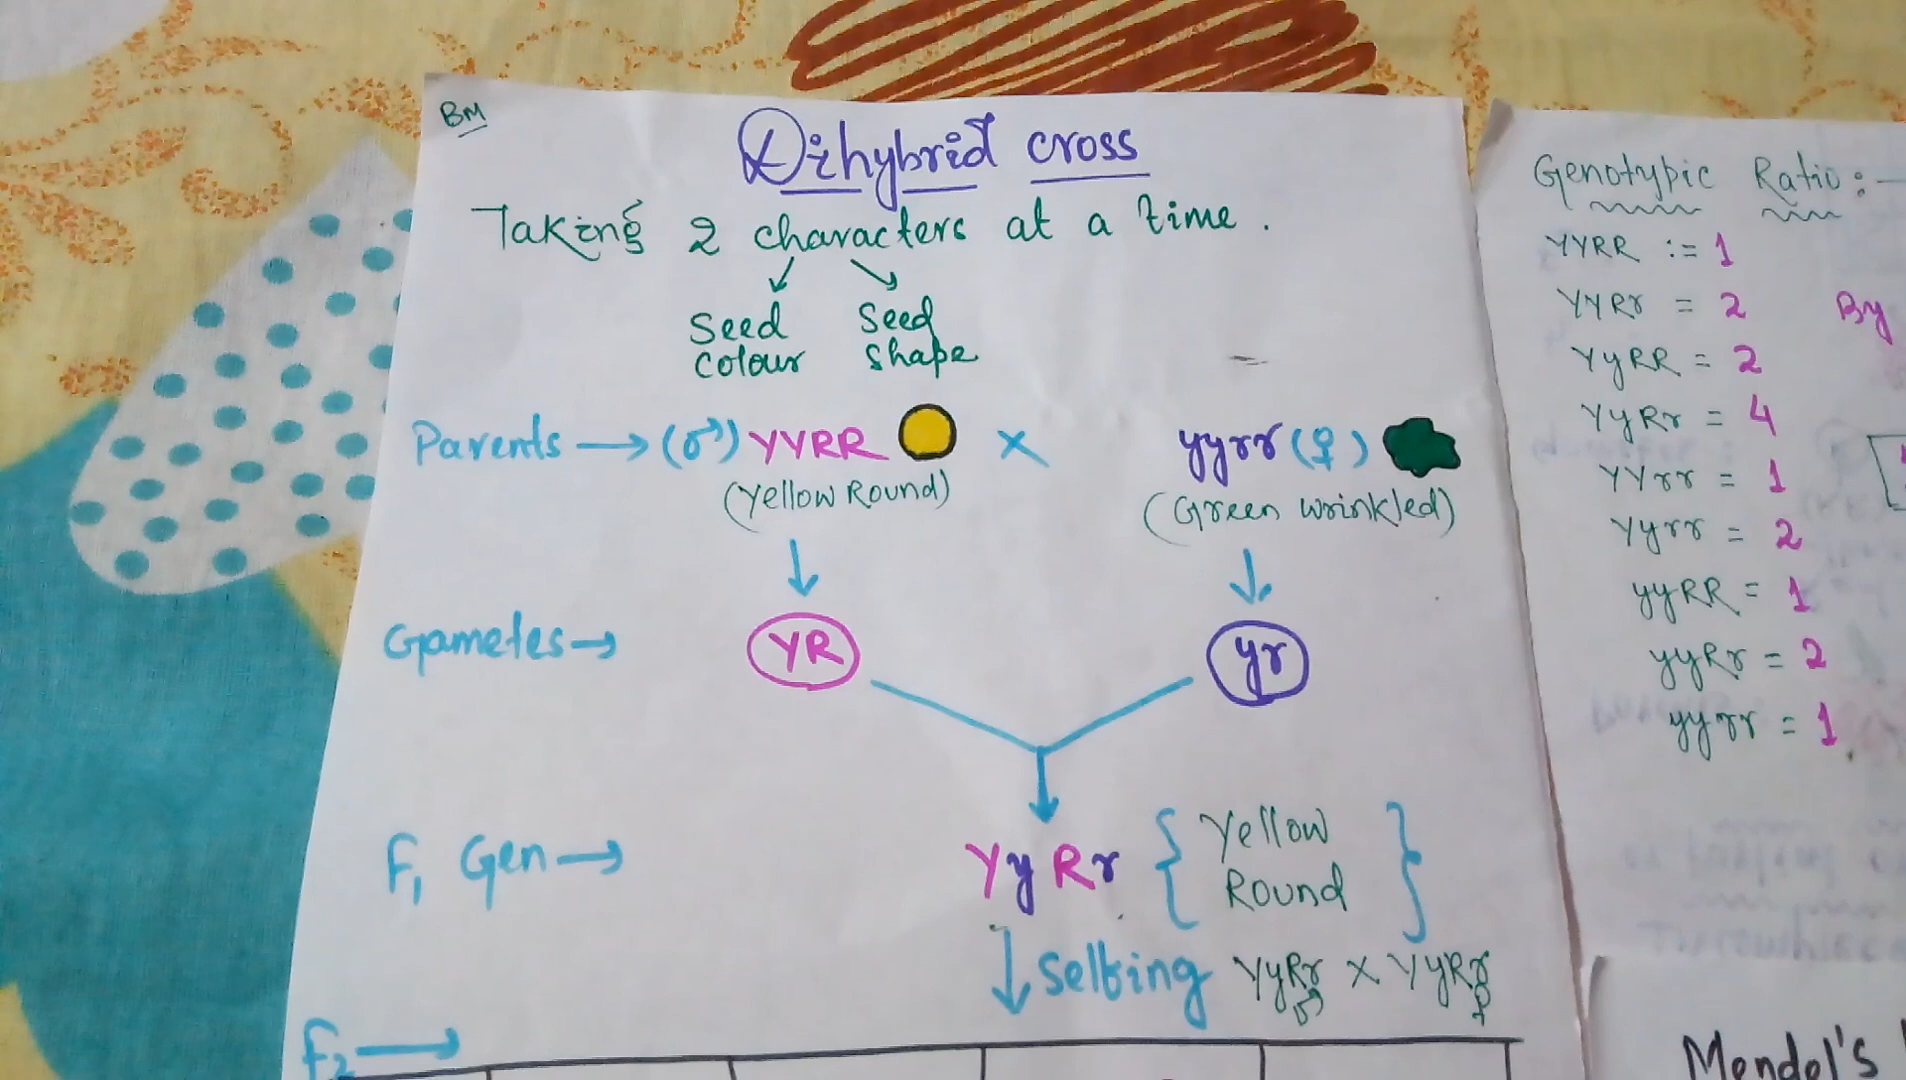 BM
Dihybrid cross
Taking 2 characters at a time.
Seed colour
Seed shape
Parents → (♂) YYRR × yyrr (♀)
(Yellow Round) (Green wrinkled)
Gametes → YR yr
F₁ Gen → YyRr { Yellow Round }
Selfing YyRr ♂ × YyRr ♀
F₂ →
Genotypic Ratio:-
YYRR := 1
YYRr = 2
YyRR = 2
YyRr = 4
YYrr = 1
Yyrr = 2
yyRR = 1
yyRr = 2
yyrr = 1
By
Mendel's